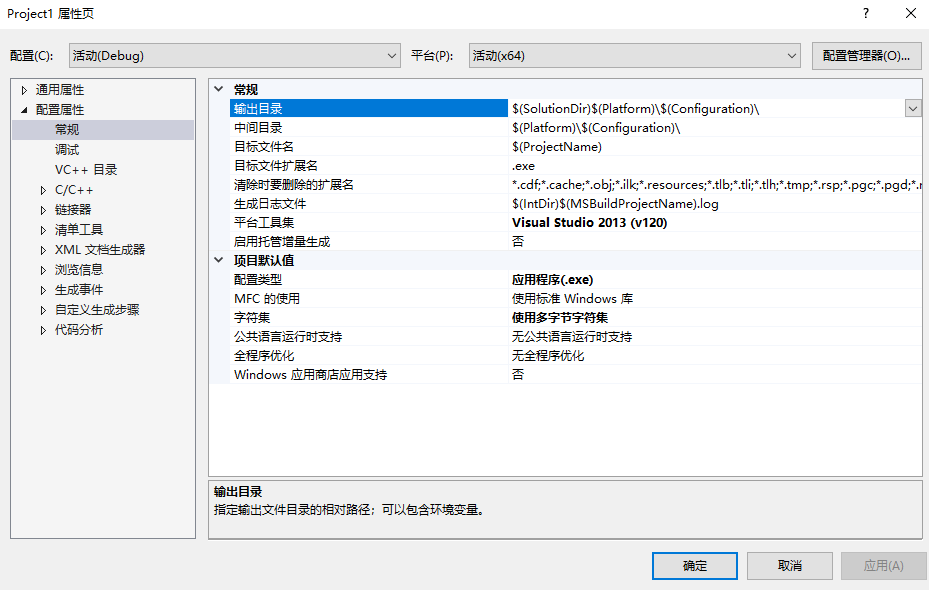 Project1 属性页
配置(C): 活动(Debug) 平台(P): 活动(x64) 配置管理器(O)...
通用属性
配置属性
常规
调试
VC++ 目录
C/C++
链接器
清单工具
XML 文档生成器
浏览信息
生成事件
自定义生成步骤
代码分析
常规
输出目录 $(SolutionDir)$(Platform)\$(Configuration)\
中间目录 $(Platform)\$(Configuration)\
目标文件名 $(ProjectName)
目标文件扩展名 .exe
清除时要删除的扩展名 *.cdf;*.cache;*.obj;*.ilk;*.resources;*.tlb;*.tli;*.tlh;*.tmp;*.rsp;*.pgc;*.pgd;*.r
生成日志文件 $(IntDir)$(MSBuildProjectName).log
平台工具集 Visual Studio 2013 (v120)
启用托管增量生成 否
项目默认值
配置类型 应用程序(.exe)
MFC 的使用 使用标准 Windows 库
字符集 使用多字节字符集
公共语言运行时支持 无公共语言运行时支持
全程序优化 无全程序优化
Windows 应用商店应用支持 否
输出目录
指定输出文件目录的相对路径；可以包含环境变量。
确定 取消 应用(A)